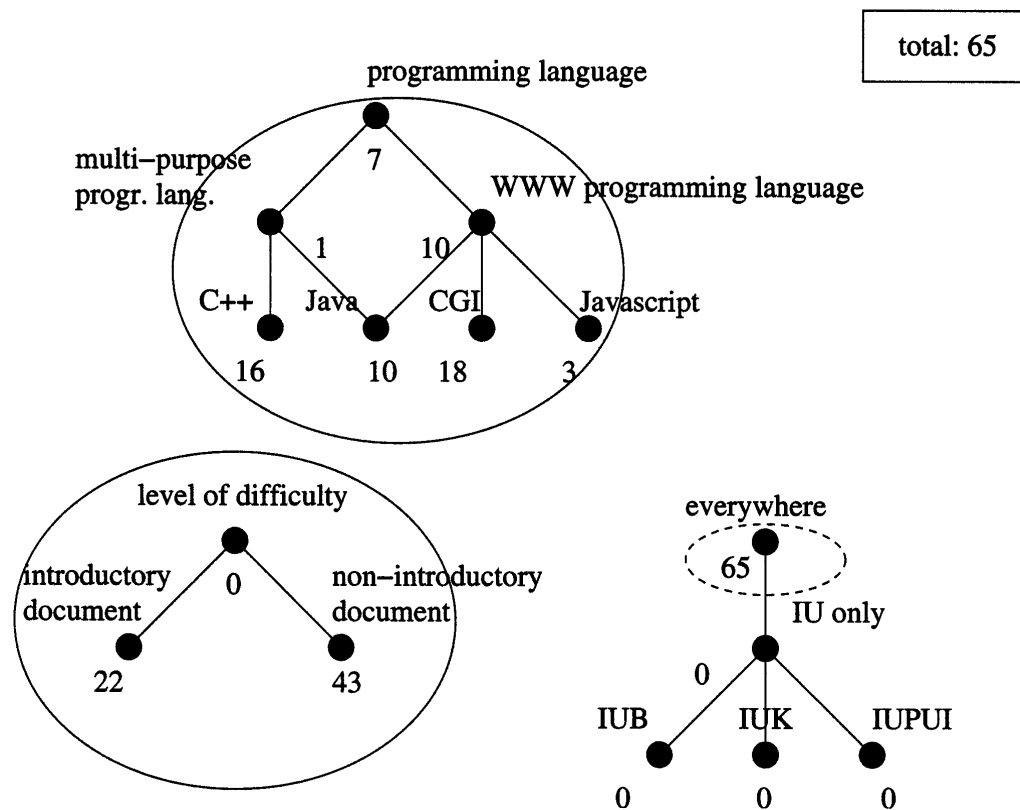 total: 65
programming language
multi−purpose
progr. lang.
7
WWW programming language
1
10
C++
Java
CGI
Javascript
16
10
18
3
level of difficulty
introductory
document
0
non−introductory
document
22
43
everywhere
65
IU only
0
IUB
IUK
IUPUI
0
0
0